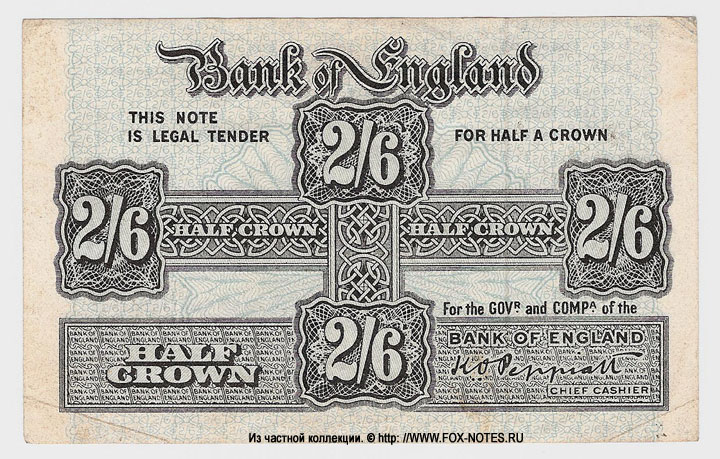 Bank of England
THIS NOTE
IS LEGAL TENDER
FOR HALF A CROWN
2/6
2/6
HALF CROWN
HALF CROWN
2/6
For the GOVR and COMPA of the
HALF
CROWN
2/6
BANK OF ENGLAND
K.O. Peppiatt
CHIEF CASHIER
Из частной коллекции. © http: //WWW.FOX-NOTES.РУ